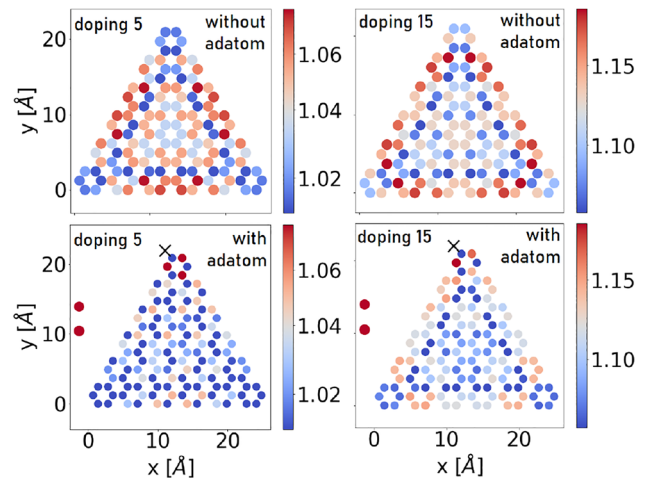 doping 5
without
adatom
20
10
0
y [Å]
1.06
1.04
1.02
doping 15
without
adatom
1.15
1.10
doping 5
with
adatom
20
10
0
y [Å]
0
10
20
x [Å]
1.06
1.04
1.02
doping 15
with
adatom
0
10
20
x [Å]
1.15
1.10